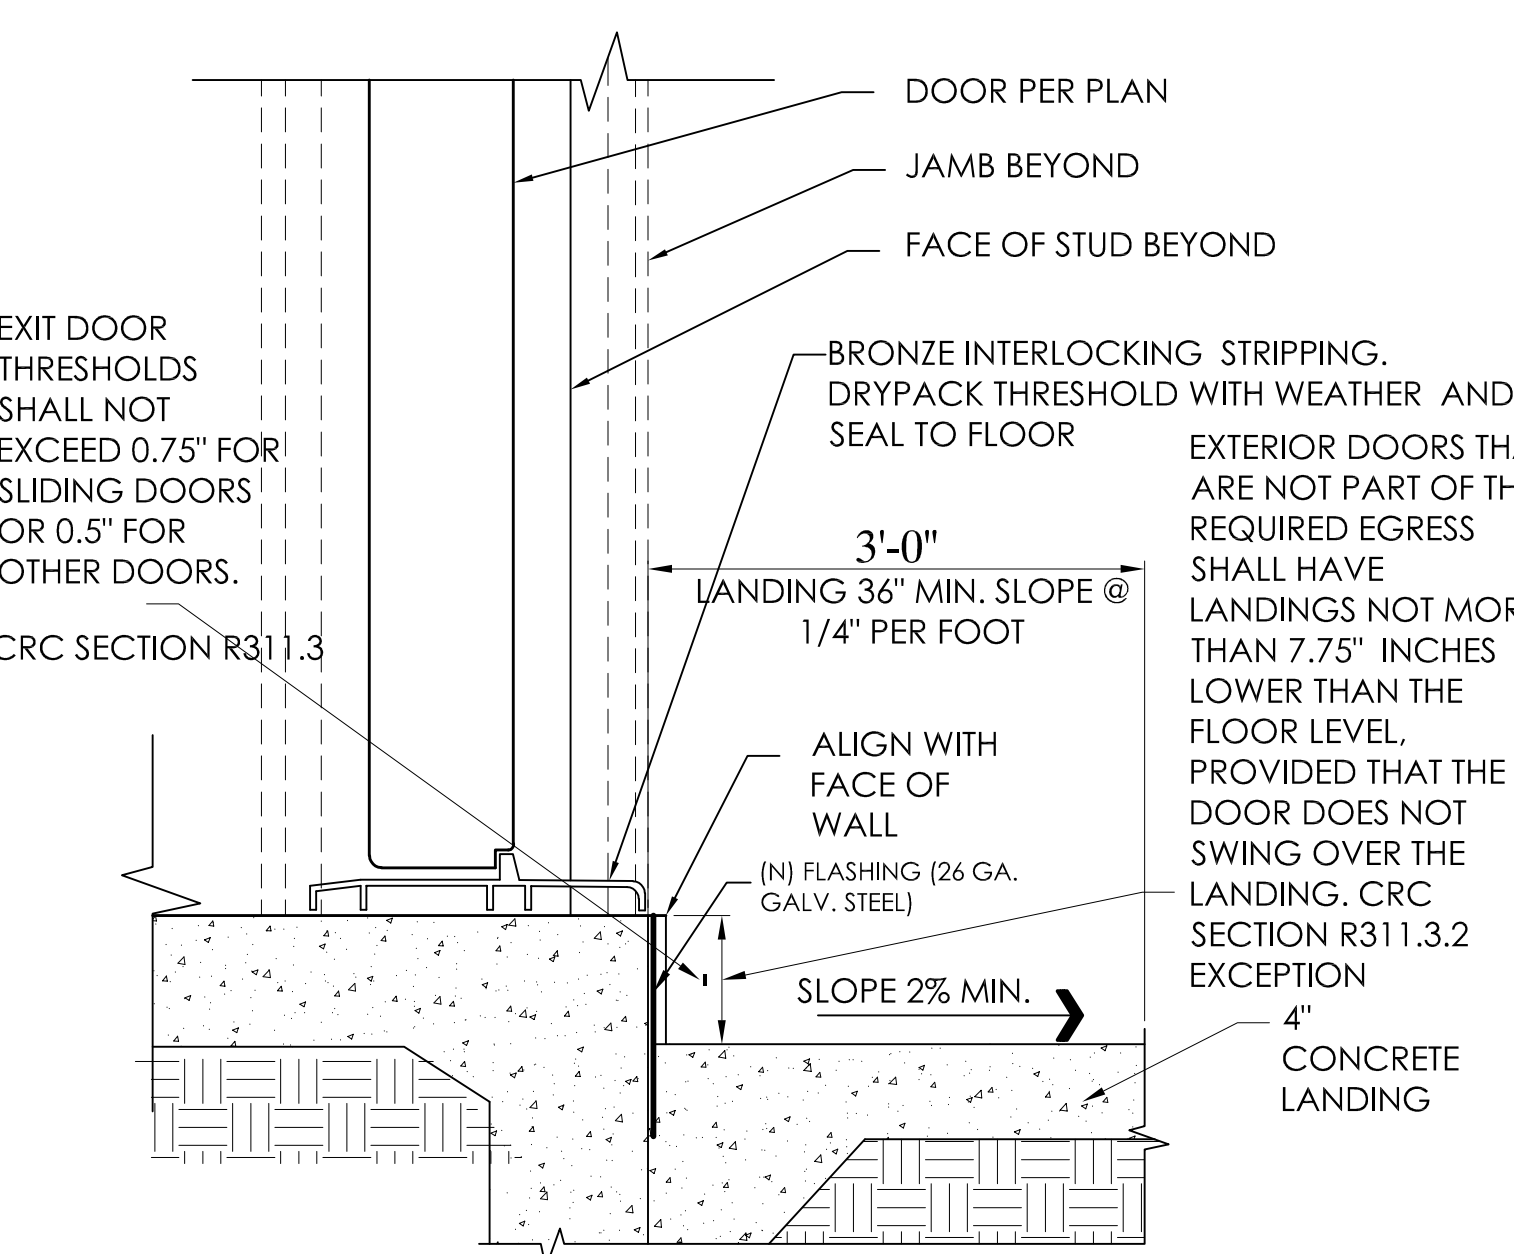 DOOR PER PLAN
JAMB BEYOND
FACE OF STUD BEYOND
EXIT DOOR
THRESHOLDS
SHALL NOT
EXCEED 0.75" FOR
SLIDING DOORS
OR 0.5" FOR
OTHER DOORS.
CRC SECTION R311.3
BRONZE INTERLOCKING STRIPPING.
DRYPACK THRESHOLD WITH WEATHER AND
SEAL TO FLOOR
3'-0"
LANDING 36" MIN. SLOPE @
1/4" PER FOOT
EXTERIOR DOORS
ARE NOT PART OF
REQUIRED EGRESS
SHALL HAVE
LANDINGS NOT
THAN 7.75" INCHES
LOWER THAN THE
FLOOR LEVEL,
PROVIDED THAT THE
DOOR DOES NOT
SWING OVER THE
LANDING. CRC
SECTION R311.3.2
EXCEPTION
ALIGN WITH
FACE OF
WALL
(N) FLASHING (26 GA.
GALV. STEEL)
SLOPE 2% MIN.
4"
CONCRETE
LANDING